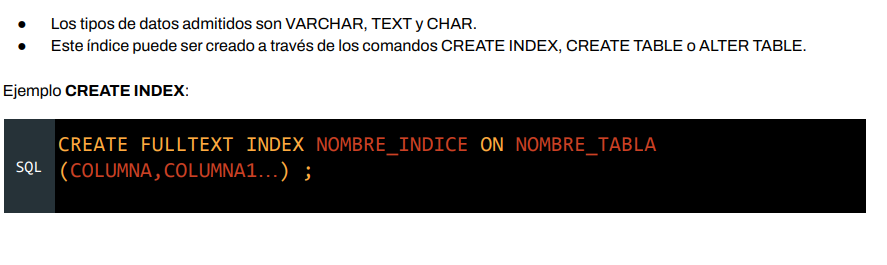 ● Los tipos de datos admitidos son VARCHAR, TEXT y CHAR.
● Este índice puede ser creado a través de los comandos CREATE INDEX, CREATE TABLE o ALTER TABLE.
Ejemplo CREATE INDEX:
SQL
CREATE FULLTEXT INDEX NOMBRE_INDICE ON NOMBRE_TABLA
(COLUMNA,COLUMNA1...) ;